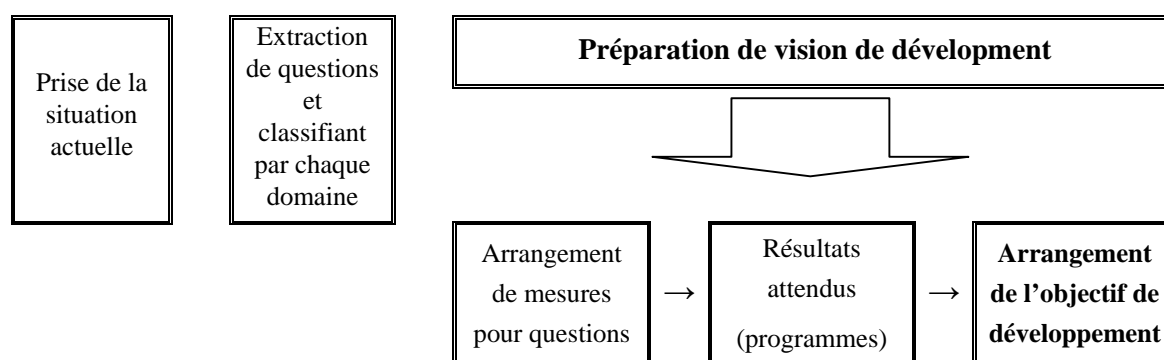 Prise de la
situation
actuelle
Extraction
de questions
et
classifiant
par chaque
domaine
Préparation de vision de dévelopment
Arrangement
de mesures
pour questions
→
Résultats
attendus
(programmes)
→
Arrangement
de l’objectif de
développement